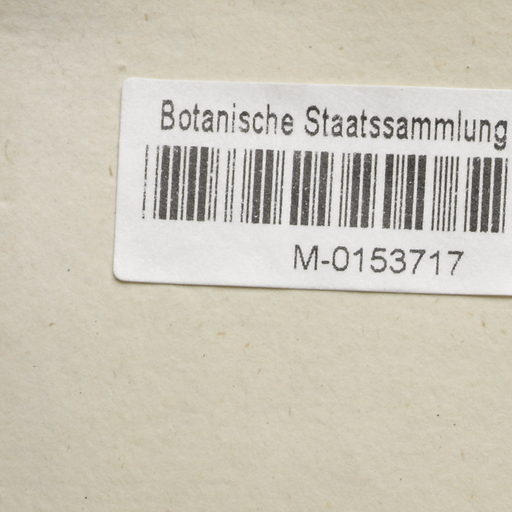 Botanische Staatssammlung
M-0153717